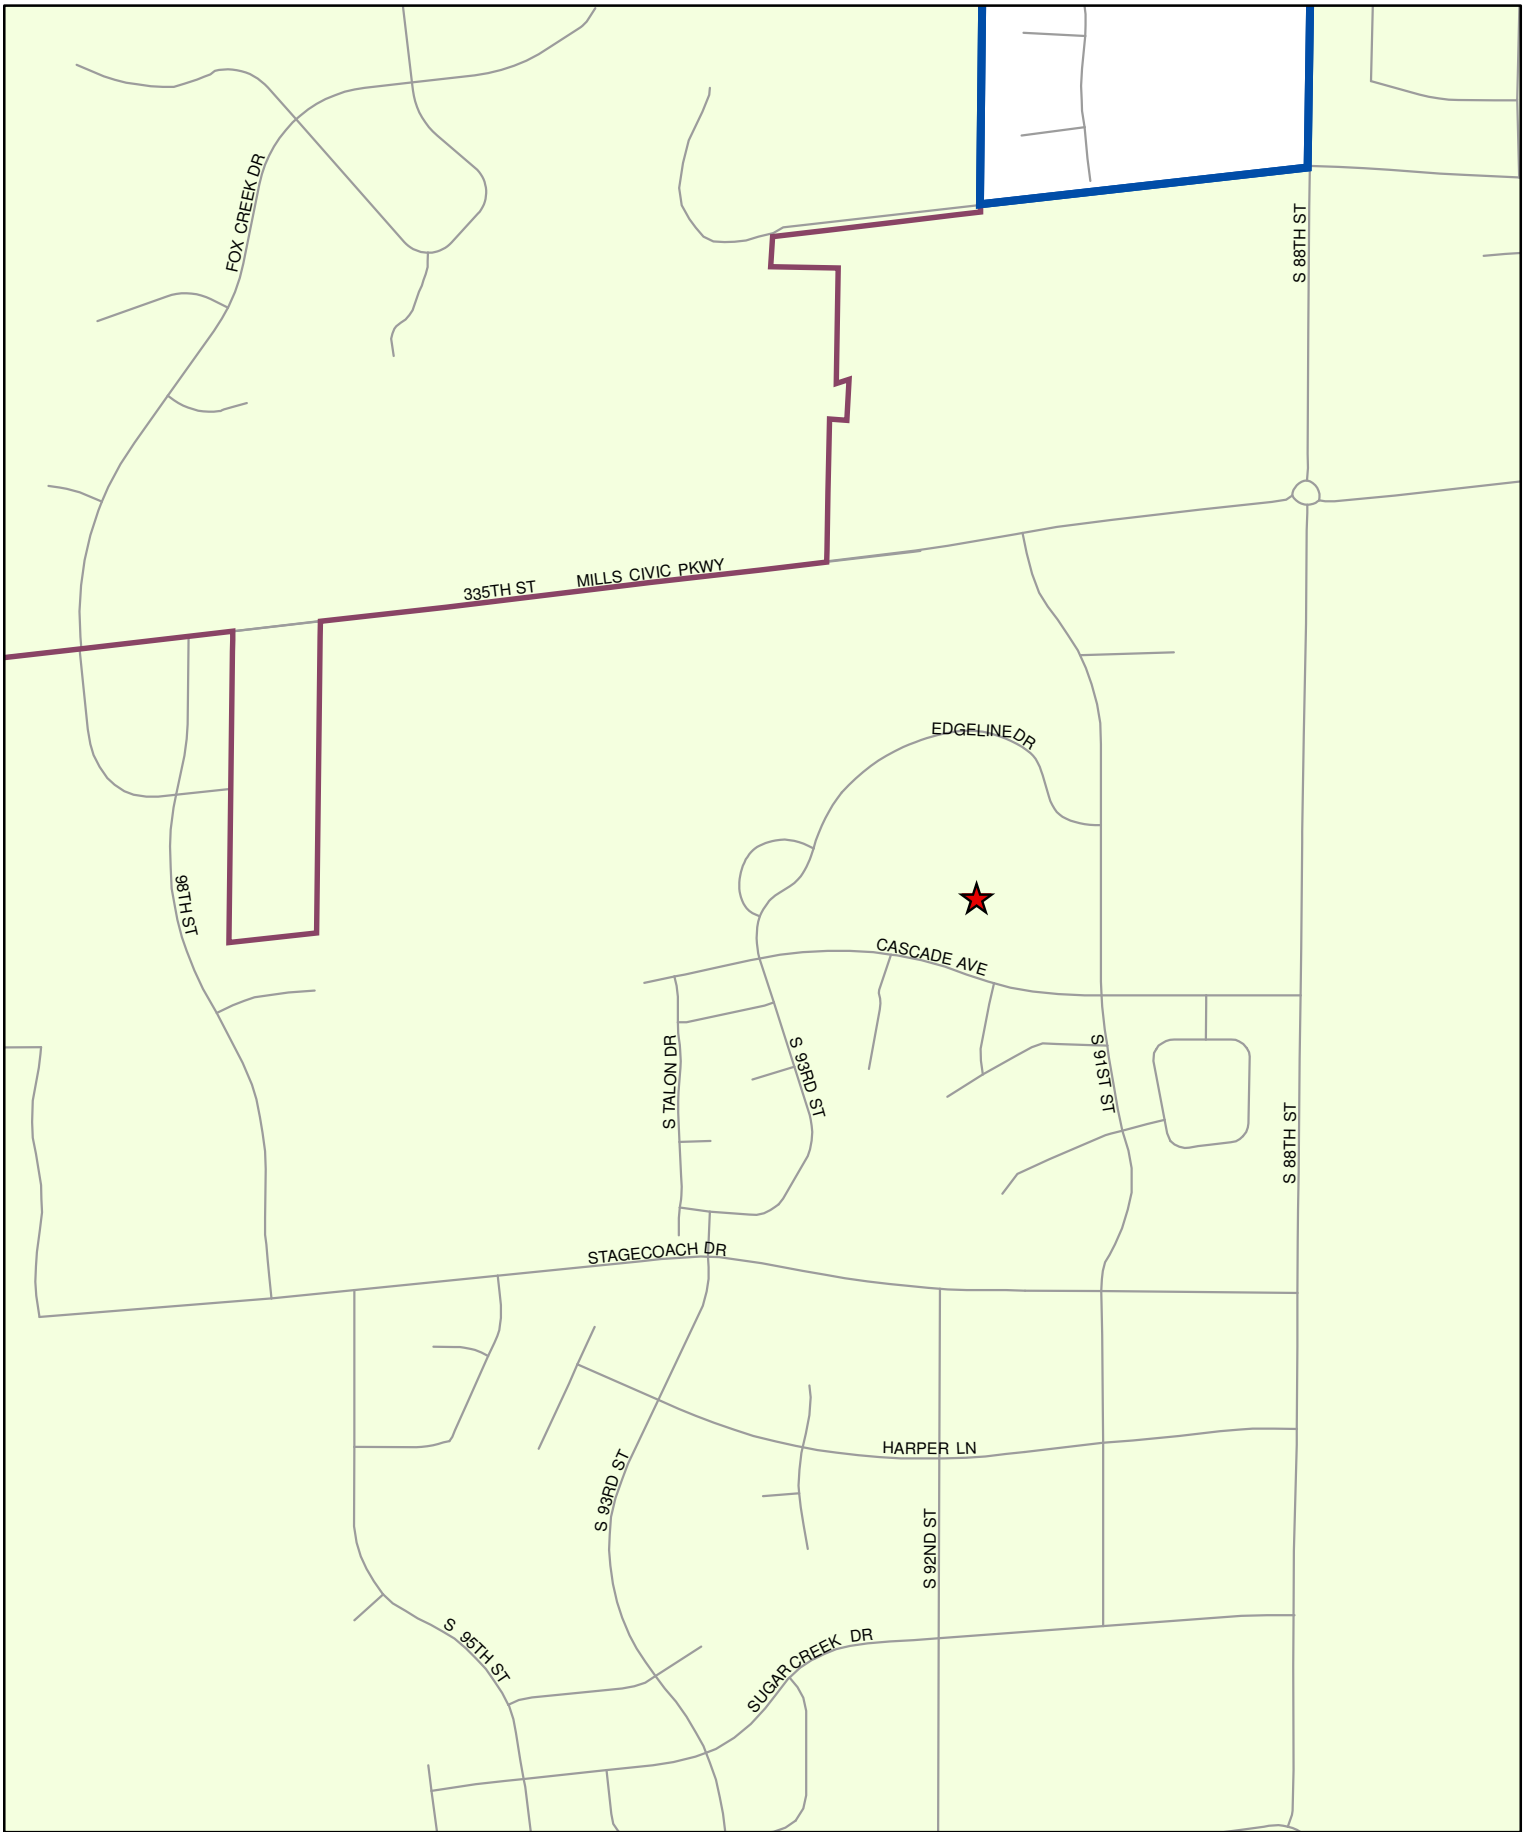 FOX CREEK DR
S 88TH ST
335TH ST
MILLS CIVIC PKWY
EDGELINE DR
98TH ST
CASCADE AVE
S TALON DR
S 93RD ST
S 91ST ST
S 88TH ST
STAGECOACH DR
HARPER LN
S 93RD ST
S 92ND ST
S 95TH ST
SUGAR CREEK DR